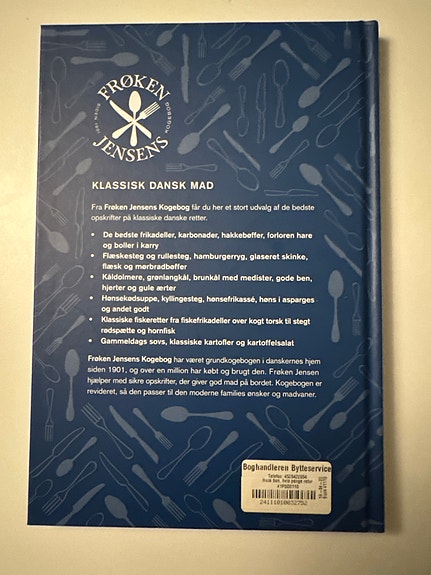 FRØKEN
JENSENS
KLASSISK DANSK MAD
Fra Frøken Jensens Kogebog får du her et stort udvalg af de bedste
opskrifter på klassiske danske retter.
• De bedste frikadeller, karbonader, hakkebøffer, forloren hare
og boller i karry
• Flæskesteg og rullesteg, hamburgerryg, glaseret skinke,
flæsk og mørbradbøffer
• Kåldolmere, grønlangkål, brunkål med medister, gode ben,
hjerter og gule ærter
• Hønsekødsuppe, kyllingesteg, hønsefrikassé, høns i asparges
og andet godt
• Klassiske fiskeretter fra fiskefrikadeller over kogt torsk til stegt
rødspætte og hornfisk
• Gammeldags sovs, klassiske kartofler og kartoffelsalat
Frøken Jensens Kogebog har været grundkogebogen i danskernes hjem
siden 1901, og over en million har købt og brugt den. Frøken Jensen
hjælper med sikre opskrifter, der giver god mad på bordet. Kogebogen er
revideret, så den passer til den moderne families ønsker og madvaner.
Boghandleren Bytteservice
24111010032752